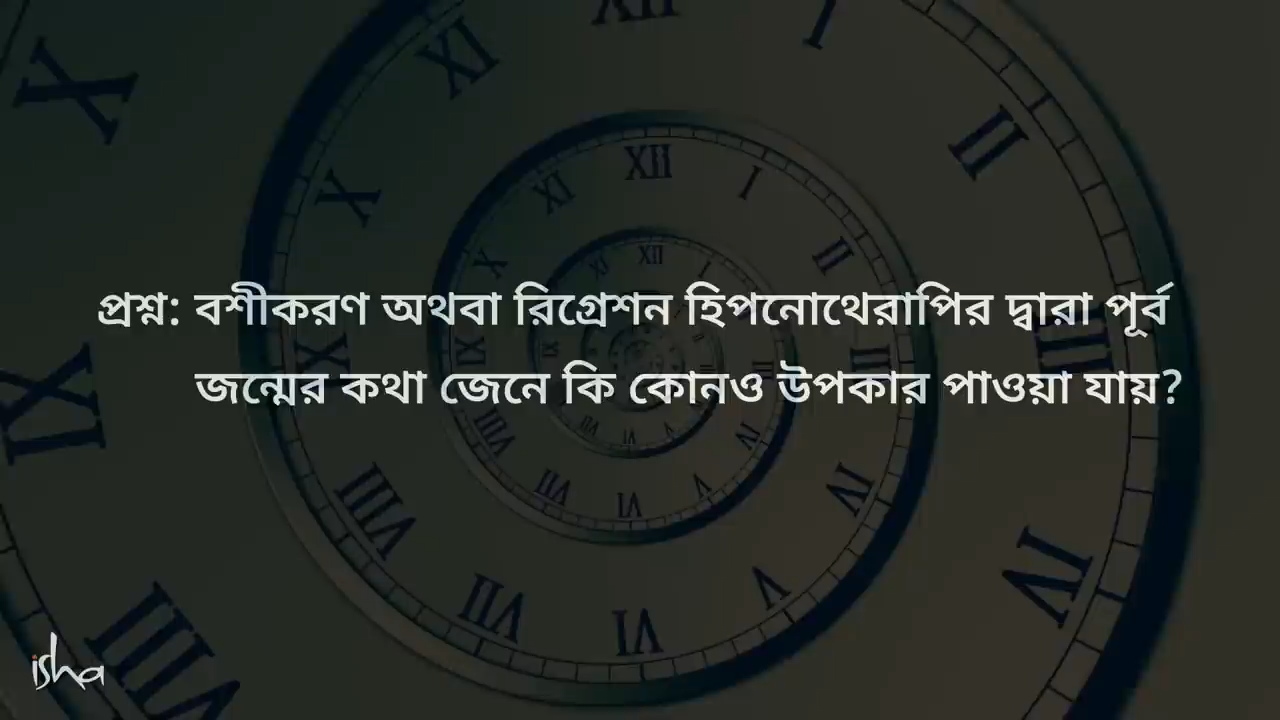 প্রশ্ন: বশীকরণ অথবা রিগ্রেশন হিপনোথেরাপির দ্বারা পূর্ব
জন্মের কথা জেনে কি কোনও উপকার পাওয়া যায়?
isha